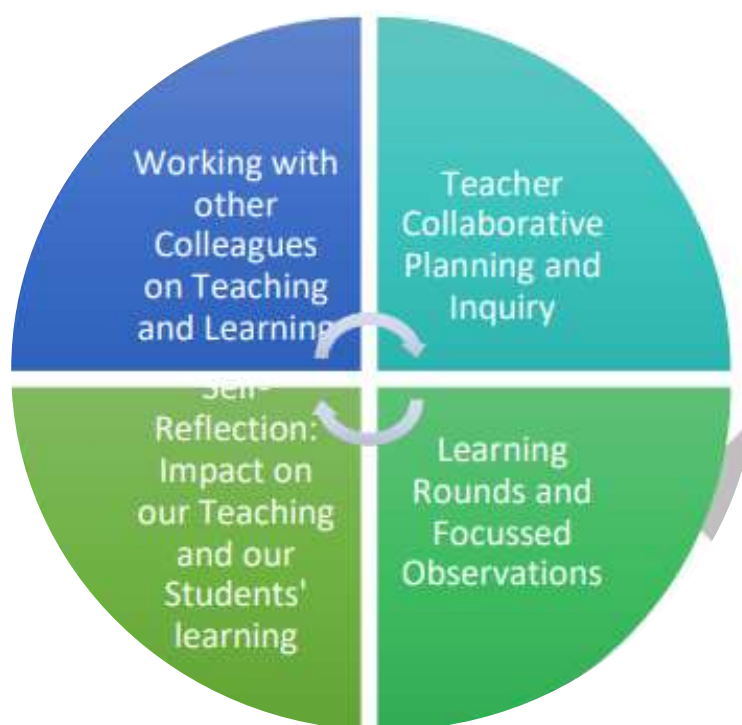 Working with
other
Colleagues
on Teaching
and Learning
Teacher
Collaborative
Planning and
Inquiry
Self-
Reflection:
Impact on
our Teaching
and our
Students'
learning
Learning
Rounds and
Focussed
Observations